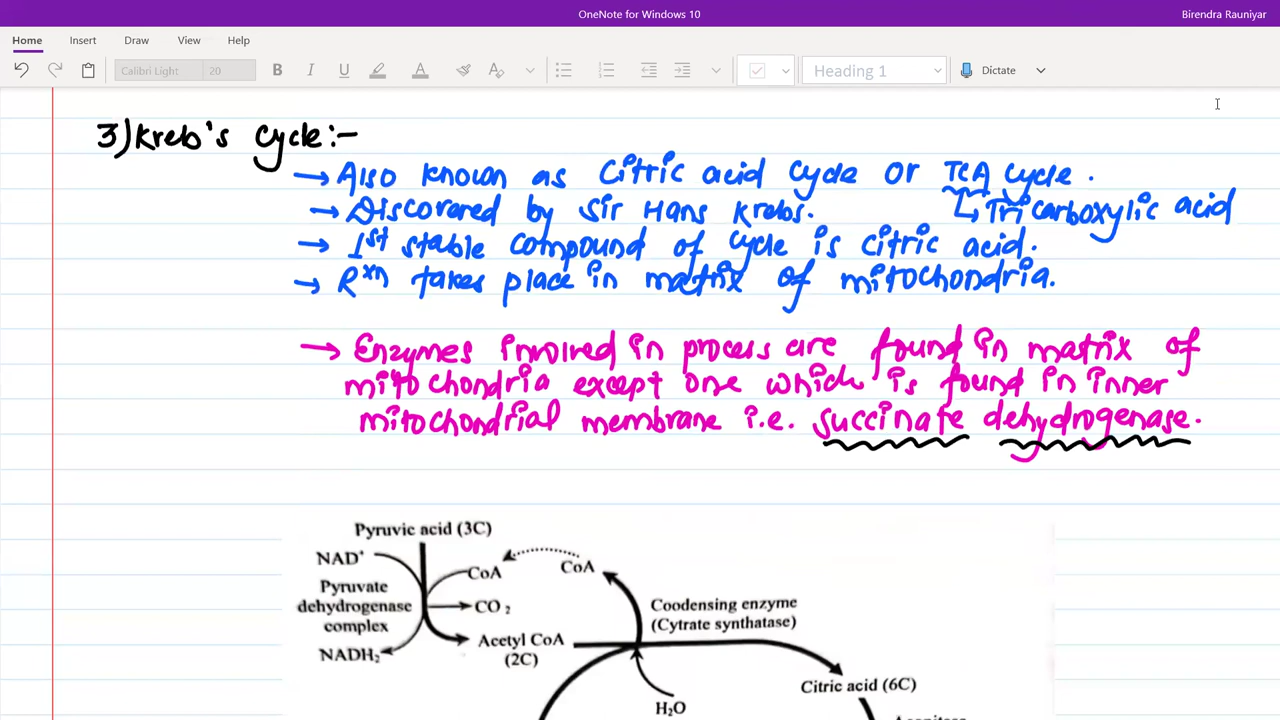 OneNote for Windows 10
Birendra Rauniyar
Home Insert Draw View Help
Calibri Light 20 B I U A Heading 1 Dictate
3) Kreb's Cycle:-
→ Also known as Citric acid Cycle Or TCA Cycle.
→ Discovered by Sir Hans Krebs. ↳ Tricarboxylic acid
→ 1st stable compound of cycle is citric acid.
→ Rxn takes place in matrix of mitochondria.
→ Enzymes involved in process are found in matrix of
mitochondria except one which is found in inner
mitochondrial membrane i.e. succinate dehydrogenase.
Pyruvic acid (3C)
NAD⁺
CoA
CoA
Pyruvate
dehydrogenase
complex
CO₂
Coodensing enzyme
(Cytrate synthatase)
NADH₂
Acetyl CoA
(2C)
Citric acid (6C)
H₂O